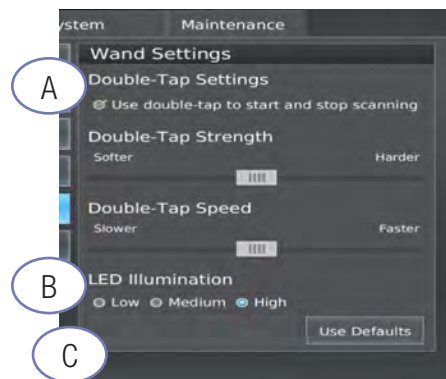 ystem Maintenance
Wand Settings
A
Double-Tap Settings
Use double-tap to start and stop scanning
Double-Tap Strength
Softer Harder
Double-Tap Speed
Slower Faster
B
LED Illumination
Low Medium High
Use Defaults
C